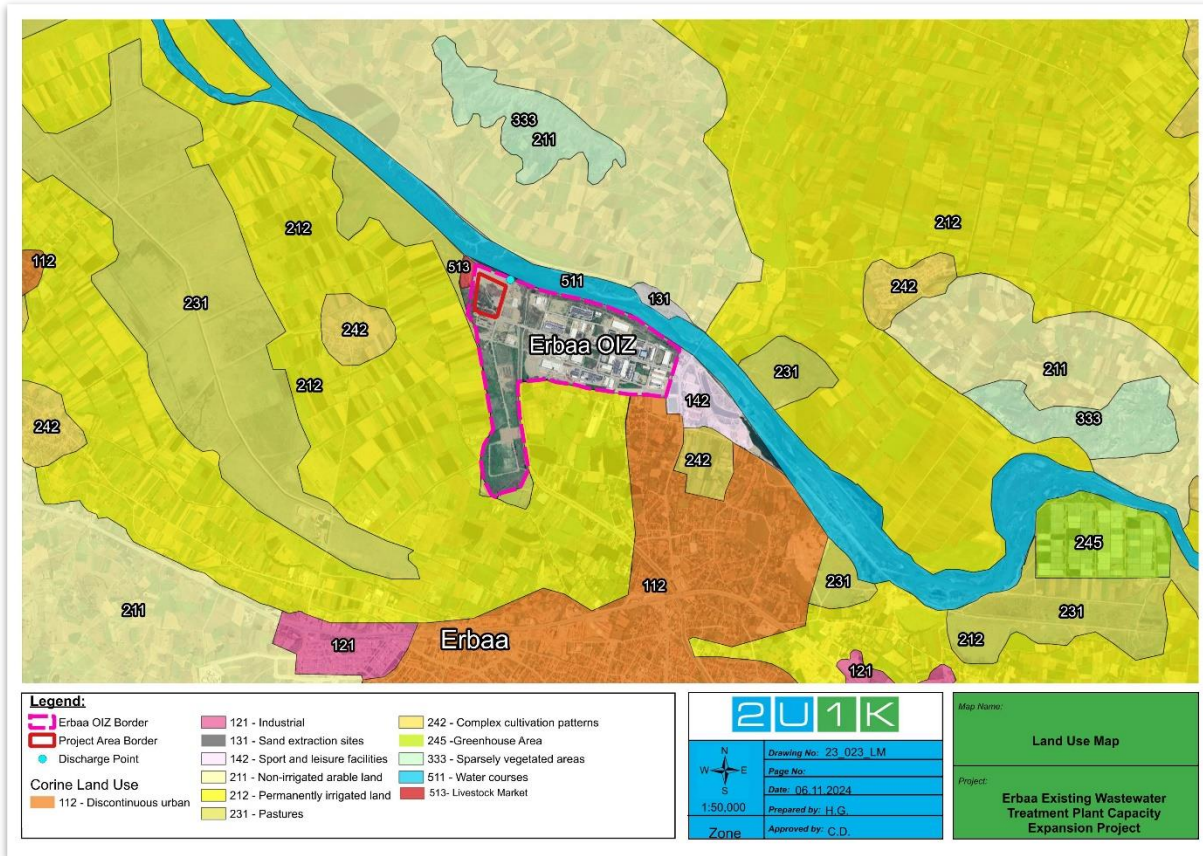 333
211
212
212
112
513
511
242
231
131
242
Erbaa OIZ
212
231
211
142
242
333
242
245
112
231
231
211
212
121
Erbaa
121
Legend:
Erbaa OIZ Border
Project Area Border
Discharge Point
Corine Land Use
112 - Discontinuous urban
121 - Industrial
131 - Sand extraction sites
142 - Sport and leisure facilities
211 - Non-irrigated arable land
212 - Permanently irrigated land
231 - Pastures
242 - Complex cultivation patterns
245 -Greenhouse Area
333 - Sparsely vegetated areas
511 - Water courses
513- Livestock Market
2U1K
N
W E
S
1:50,000
Zone
Drawing No: 23_023_LM
Page No:
Date: 06.11.2024
Prepared by: H.G.
Approved by: C.D.
Map Name:
Land Use Map
Project:
Erbaa Existing Wastewater
Treatment Plant Capacity
Expansion Project